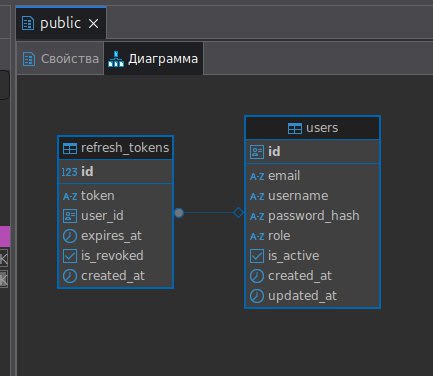 public
Свойства
Диаграмма
refresh_tokens
123 id
A-Z token
user_id
expires_at
is_revoked
created_at
users
id
A-Z email
A-Z username
A-Z password_hash
A-Z role
is_active
created_at
updated_at
K
K